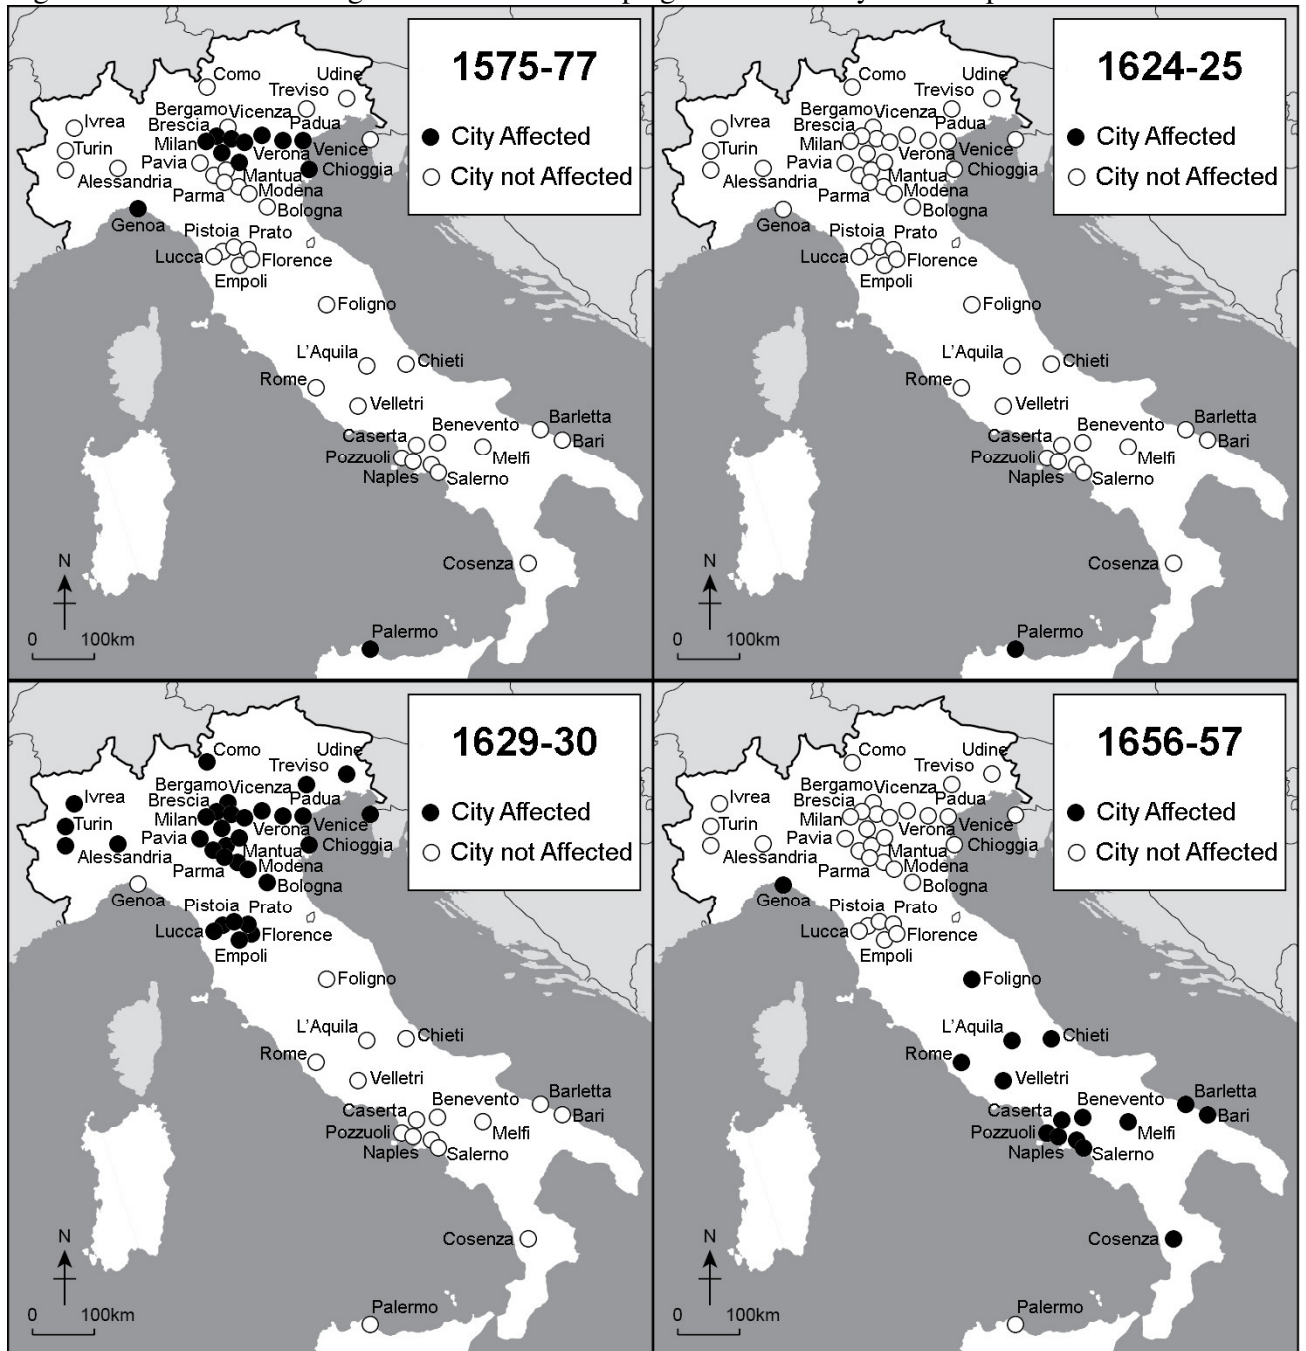 1575-77
City Affected
City not Affected
Como
Udine
Treviso
Bergamo Vicenza
Ivrea
Brescia
Padua
Milan
Turin
Verona
Venice
Pavia
Alessandria
Mantua
Chioggia
Parma
Modena
Genoa
Bologna
Pistoia
Prato
Lucca
Florence
Empoli
Foligno
L'Aquila
Chieti
Rome
Velletri
Barletta
Caserta
Benevento
Bari
Pozzuoli
Melfi
Naples
Salerno
Cosenza
N
Palermo
0 100km
1624-25
City Affected
City not Affected
Como
Udine
Treviso
Bergamo Vicenza
Ivrea
Brescia
Padua
Milan
Turin
Verona
Venice
Pavia
Alessandria
Mantua
Chioggia
Parma
Modena
Genoa
Bologna
Pistoia
Prato
Lucca
Florence
Empoli
Foligno
L'Aquila
Chieti
Rome
Velletri
Barletta
Caserta
Benevento
Bari
Pozzuoli
Melfi
Naples
Salerno
Cosenza
N
Palermo
0 100km
1629-30
City Affected
City not Affected
Como
Udine
Treviso
Bergamo Vicenza
Ivrea
Brescia
Padua
Milan
Turin
Verona
Venice
Pavia
Alessandria
Mantua
Chioggia
Parma
Modena
Genoa
Bologna
Pistoia
Prato
Lucca
Florence
Empoli
Foligno
L'Aquila
Chieti
Rome
Velletri
Barletta
Caserta
Benevento
Bari
Pozzuoli
Melfi
Naples
Salerno
Cosenza
N
Palermo
0 100km
1656-57
City Affected
City not Affected
Como
Udine
Treviso
Bergamo Vicenza
Ivrea
Brescia
Padua
Milan
Turin
Verona
Venice
Pavia
Alessandria
Mantua
Chioggia
Parma
Modena
Genoa
Bologna
Pistoia
Prato
Lucca
Florence
Empoli
Foligno
L'Aquila
Chieti
Rome
Velletri
Barletta
Caserta
Benevento
Bari
Pozzuoli
Melfi
Naples
Salerno
Cosenza
N
Palermo
0 100km